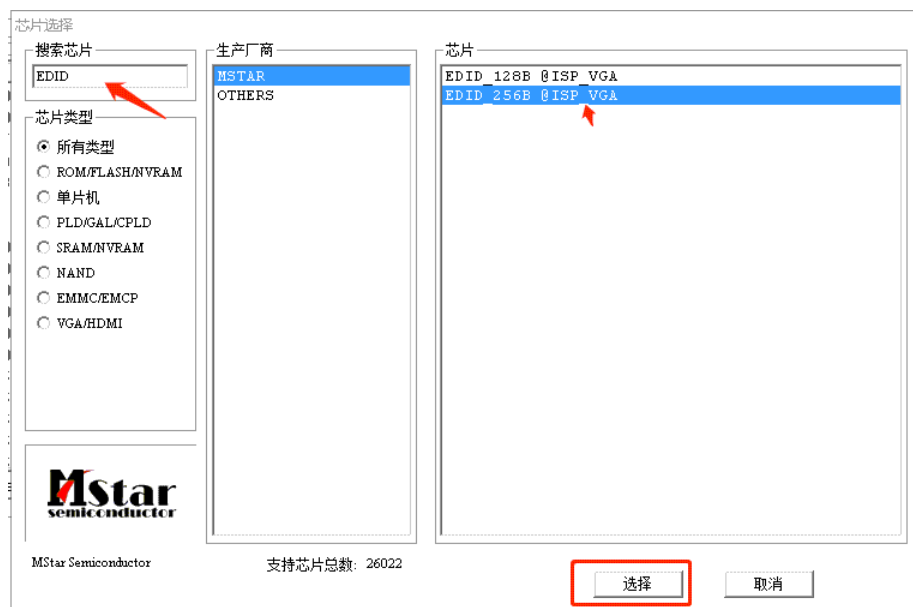 芯片选择
搜索芯片
EDID
芯片类型
所有类型
ROM/FLASH/NVRAM
单片机
PLD/GAL/CPLD
SRAM/NVRAM
NAND
EMMC/EMCP
VGA/HDMI
MStar
semiconductor
MStar Semiconductor
生产厂商
MSTAR
OTHERS
支持芯片总数: 26022
芯片
EDID_128B @ISP_VGA
EDID_256B @ISP_VGA
选择
取消